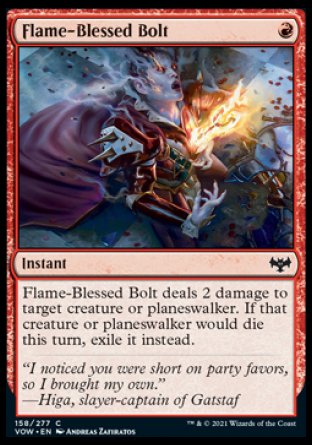 Flame-Blessed Bolt
Instant
Flame-Blessed Bolt deals 2 damage to
target creature or planeswalker. If that
creature or planeswalker would die
this turn, exile it instead.
“I noticed you were short on party favors,
so I brought my own.”
—Higa, slayer-captain of Gatstaf
158/277 C
VOW • EN Andreas Zafiratos
™ & © 2021 Wizards of the Coast